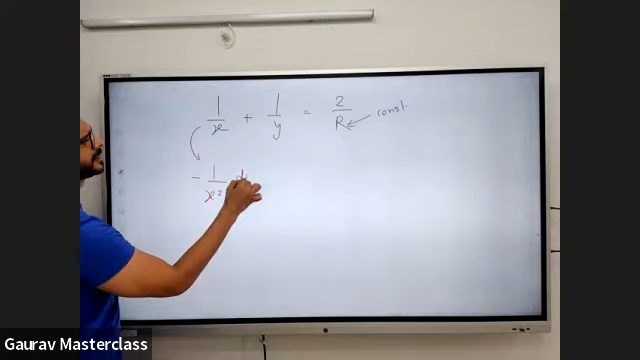 1/x + 1/y = 2/R ← const.
- 1/x² d
Gaurav Masterclass